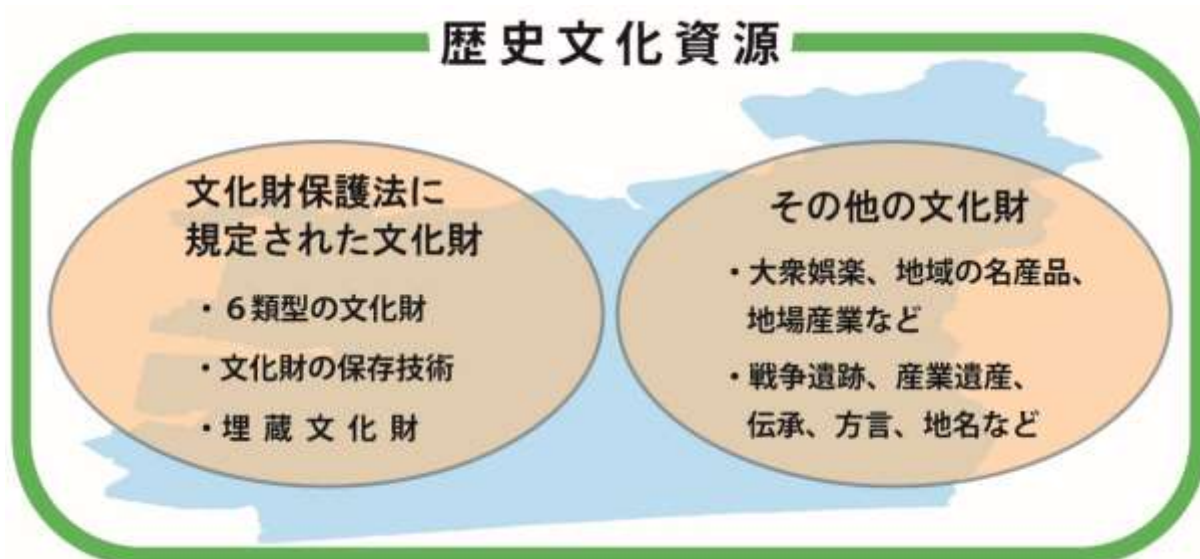 歴史文化資源
文化財保護法に
規定された文化財
・６類型の文化財
・文化財の保存技術
・埋蔵文化財
その他の文化財
・大衆娯楽、地域の名産品、
地場産業など
・戦争遺跡、産業遺産、
伝承、方言、地名など